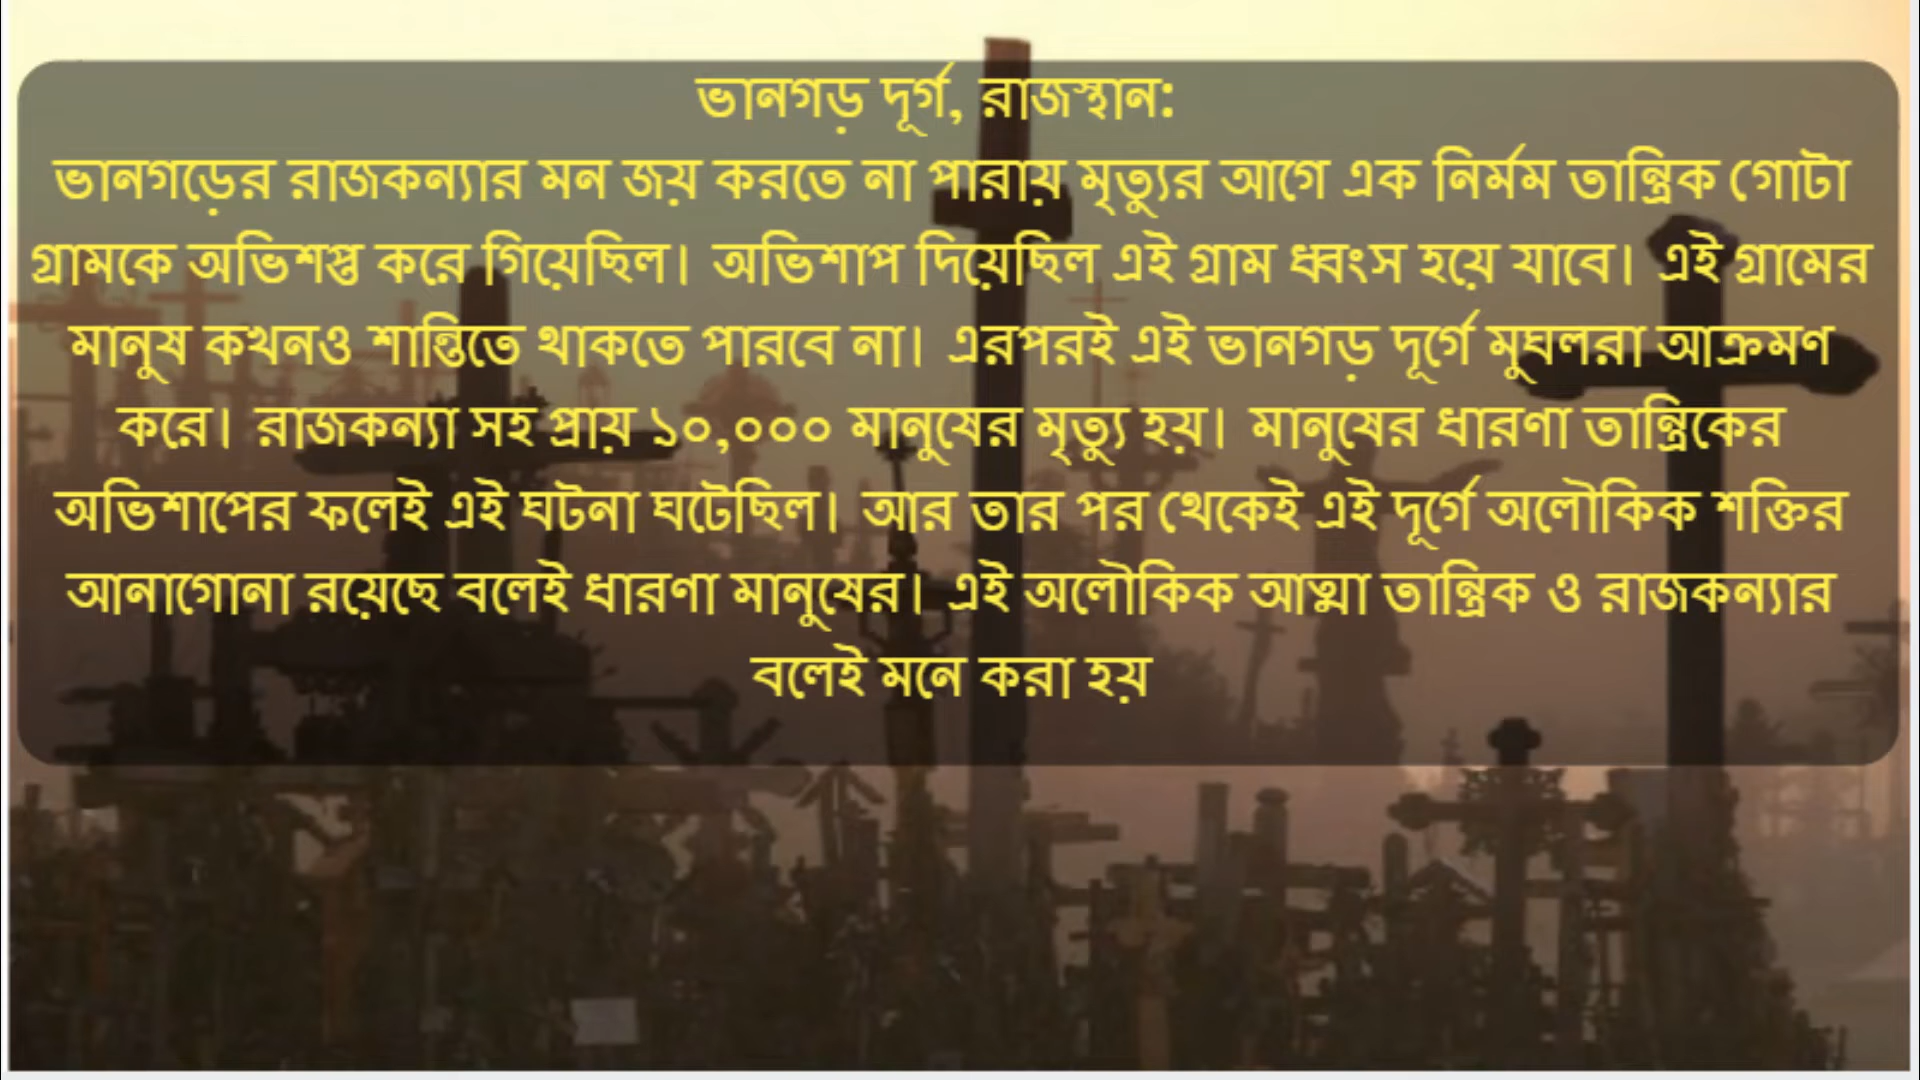 ভানগড় দূর্গ, রাজস্থান:
ভানগড়ের রাজকন্যার মন জয় করতে না পারায় মৃত্যুর আগে এক নির্মম তান্ত্রিক গোটা
গ্রামকে অভিশপ্ত করে গিয়েছিল। অভিশাপ দিয়েছিল এই গ্রাম ধ্বংস হয়ে যাবে। এই গ্রামের
মানুষ কখনও শান্তিতে থাকতে পারবে না। এরপরই এই ভানগড় দূর্গে মুঘলরা আক্রমণ
করে। রাজকন্যা সহ প্রায় ১০,০০০ মানুষের মৃত্যু হয়। মানুষের ধারণা তান্ত্রিকের
অভিশাপের ফলেই এই ঘটনা ঘটেছিল। আর তার পর থেকেই এই দূর্গে অলৌকিক শক্তির
আনাগোনা রয়েছে বলেই ধারণা মানুষের। এই অলৌকিক আত্মা তান্ত্রিক ও রাজকন্যার
বলেই মনে করা হয়